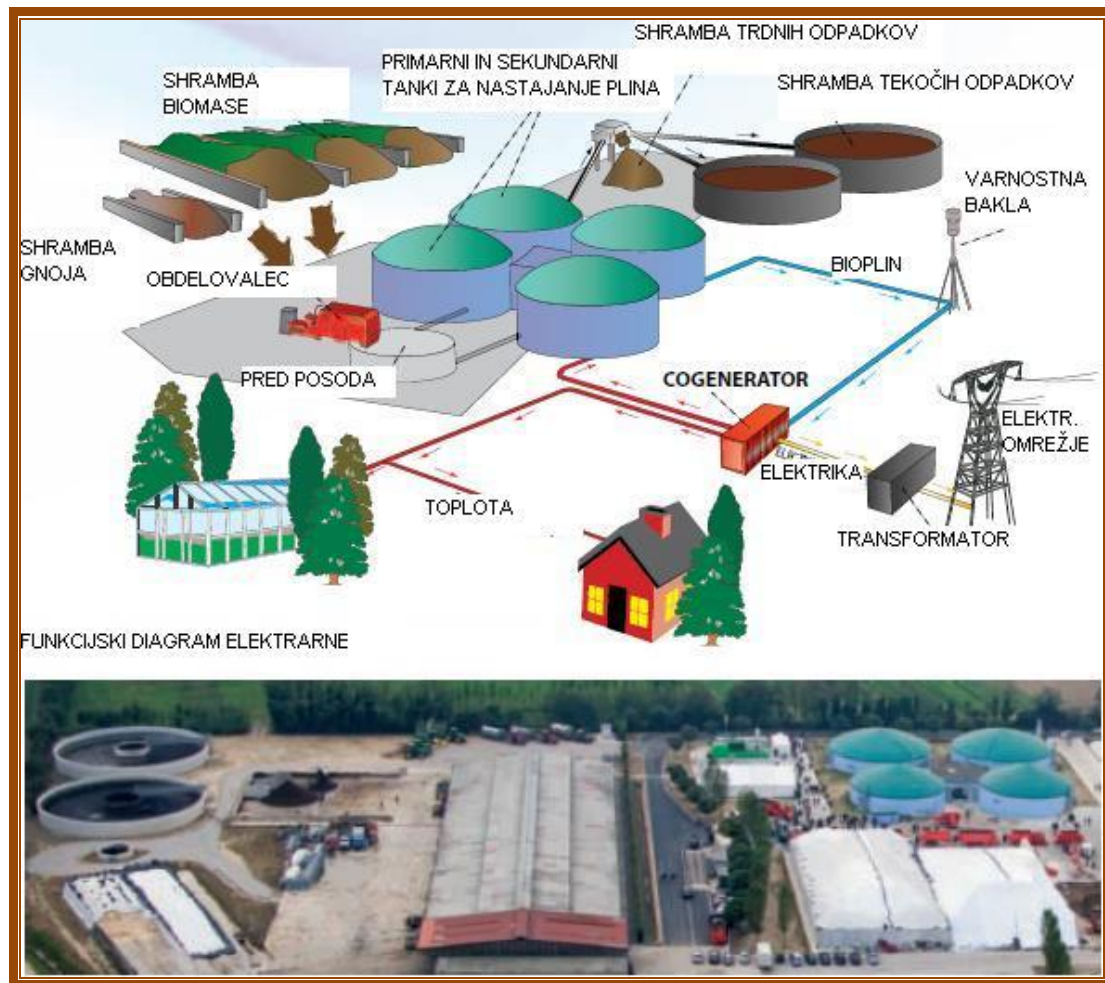 SHRAMBA TRDNIH ODPADKOV
PRIMARNI IN SEKUNDARNI
TANKI ZA NASTAJANJE PLINA
SHRAMBA
BIOMASE
SHRAMBA TEKOČIH ODPADKOV
VARNOSTNA
BAKLA
SHRAMBA
GNOJA
OBDELOVALEC
BIOPLIN
PRED POSODA
COGENERATOR
ELEKTR.
OMREŽJE
ELEKTRIKA
TOPLOTA
TRANSFORMATOR
FUNKCIJSKI DIAGRAM ELEKTRARNE